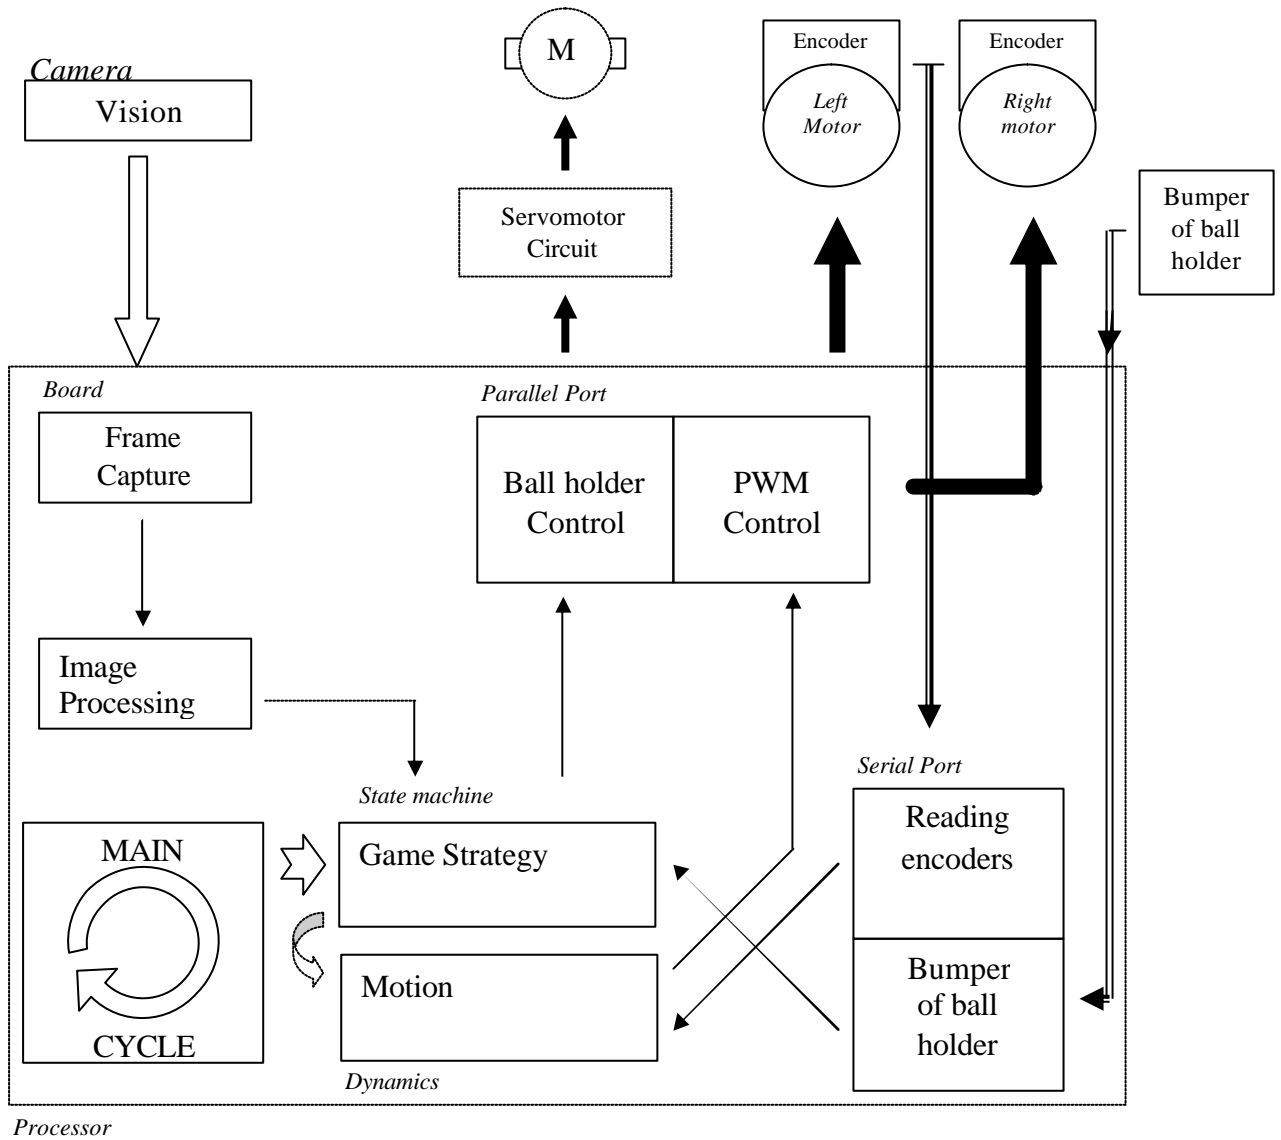 Camera
Vision
M
Encoder
Left
Motor
Encoder
Right
motor
Servomotor
Circuit
Bumper
of ball
holder
Board
Frame
Capture
Parallel Port
Ball holder
Control
PWM
Control
Image
Processing
State machine
Game Strategy
Serial Port
Reading
encoders
MAIN
CYCLE
Motion
Dynamics
Bumper
of ball
holder
Processor